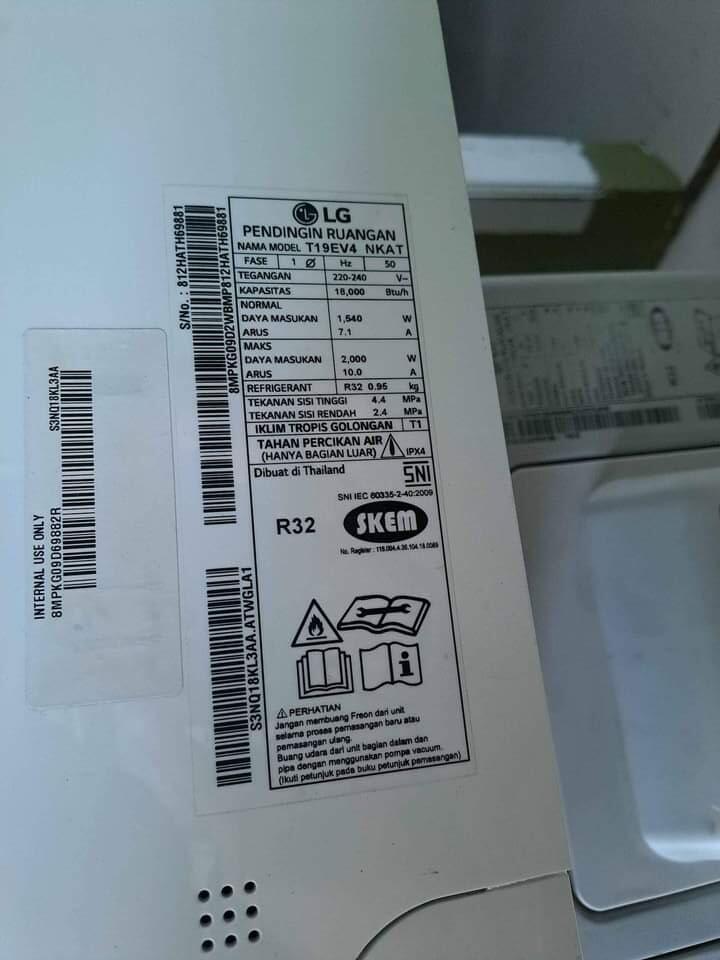 LG
PENDINGIN RUANGAN
NAMA MODEL T19EV4 NKAT
FASE 1 Ø Hz 50
TEGANGAN 220-240 V~
KAPASITAS 18,000 Btu/h
NORMAL
DAYA MASUKAN 1,540 W
ARUS 7.1 A
MAKS
DAYA MASUKAN 2,000 W
ARUS 10.0 A
REFRIGERANT R32 0.95 kg
TEKANAN SISI TINGGI 4.4 MPa
TEKANAN SISI RENDAH 2.4 MPa
IKLIM TROPIS GOLONGAN T1
TAHAN PERCIKAN AIR
(HANYA BAGIAN LUAR) IPX4
Dibuat di Thailand
SNI
SNI IEC 60335-2-40:2009
R32 SKEM
No. Register :
PERHATIAN
Jangan membuang Freon dari unit
selama proses pemasangan baru atau
pemasangan ulang.
Buang udara dari unit bagian dalam dan
pipa dengan menggunakan pompa vacuum.
(Ikuti petunjuk pada buku petunjuk pemasangan)
S/No. : 812HATH69881
8MPKG09D2WBMP812HATH69881
S3NQ18KL3AA.ATWGLA1
S3NQ18KL3AA
INTERNAL USE ONLY
8MPKG09D69882R